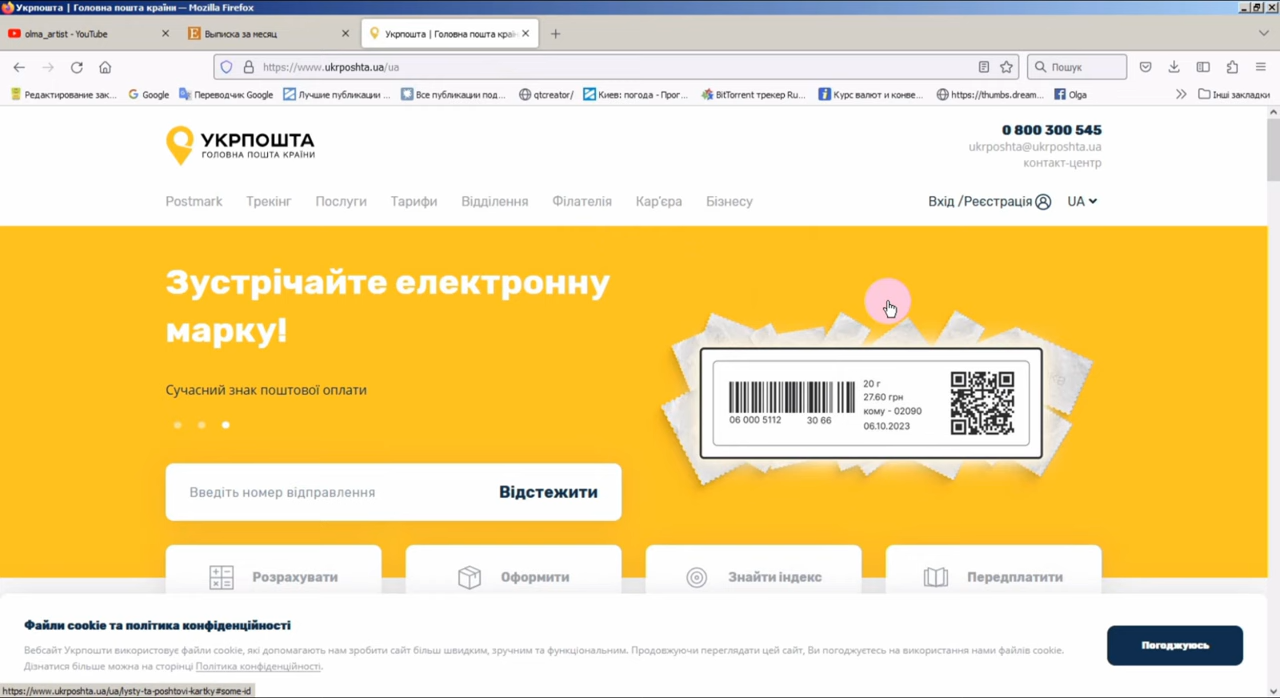 Укрпошта | Головна пошта країни — Mozilla Firefox
olma_artist - YouTube
Выписка за месяц
Укрпошта | Головна пошта країн
https://www.ukrposhta.ua/ua
Пошук
Редактирование зак...
Google
Переводчик Google
Лучшие публикации ...
Все публикации под...
qtcreator/
Киев: погода - Прог...
BitTorrent трекер Ru...
Курс валют и конве...
https://thumbs.dream...
Olga
Інші закладки
УКРПОШТА
ГОЛОВНА ПОШТА КРАЇНИ
0 800 300 545
ukrposhta@ukrposhta.ua
контакт-центр
Postmark Трекінг Послуги Тарифи Відділення Філателія Кар'єра Бізнесу
Вхід /Реєстрація
UA
Зустрічайте електронну
марку!
Сучасний знак поштової оплати
06 000 5112 30 66
20 г
27.60 грн
кому - 02090
06.10.2023
Введіть номер відправлення
Відстежити
Розрахувати
Оформити
Знайти індекс
Передплатити
Файли cookie та політика конфіденційності
Вебсайт Укрпошти використовує файли cookie, які допомагають нам зробити сайт більш швидким, зручним та функціональним. Продовжуючи переглядати цей сайт, Ви погоджуєтесь на використання нами файлів cookie.
Дізнатися більше можна на сторінці Політика конфіденційності.
Погоджуюсь
https://www.ukrposhta.ua/ua/lysty-ta-poshtovi-kartky#some-id